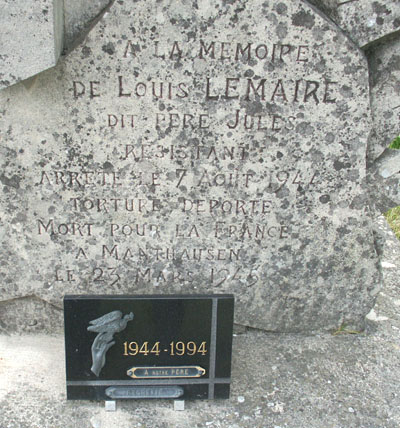 A LA MEMOIRE
DE LOUIS LEMAIRE
DIT PERE JULES
RESISTANT
ARRETE LE 7 AOUT 1944
TORTURE DEPORTE
MORT POUR LA FRANCE
A MAUTHAUSEN
LE 23 MARS 1945
1944-1994
A NOTRE PÈRE